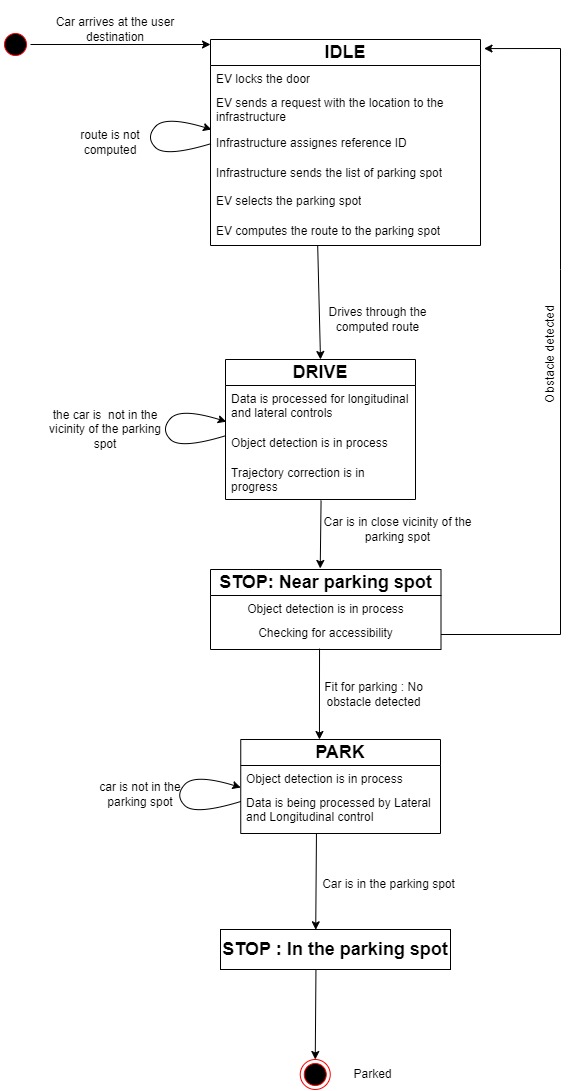 Car arrives at the user
destination
IDLE
EV locks the door
EV sends a request with the location to the
infrastructure
route is not
computed
Infrastructure assignes reference ID
Infrastructure sends the list of parking spot
EV selects the parking spot
EV computes the route to the parking spot
Drives through the
computed route
Obstacle detected
DRIVE
Data is processed for longitudinal
and lateral controls
the car is  not in the
vicinity of the parking
spot
Object detection is in process
Trajectory correction is in
progress
Car is in close vicinity of the
parking spot
STOP: Near parking spot
Object detection is in process
Checking for accessibility
Fit for parking : No
obstacle detected
PARK
Object detection is in process
car is not in the
parking spot
Data is being processed by Lateral
and Longitudinal control
Car is in the parking spot
STOP : In the parking spot
Parked